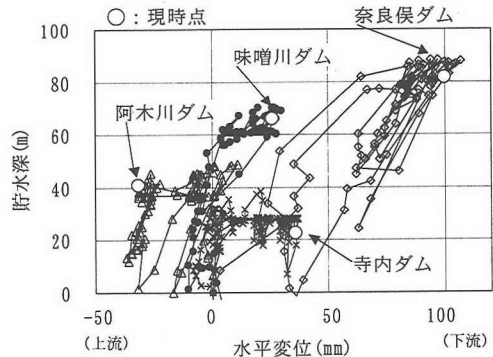 ○：現時点
奈良俣ダム
味噌川ダム
阿木川ダム
寺内ダム
貯水深(m)
100
80
60
40
20
0
-50
0
50
100
(上流)
水平変位(mm)
(下流)